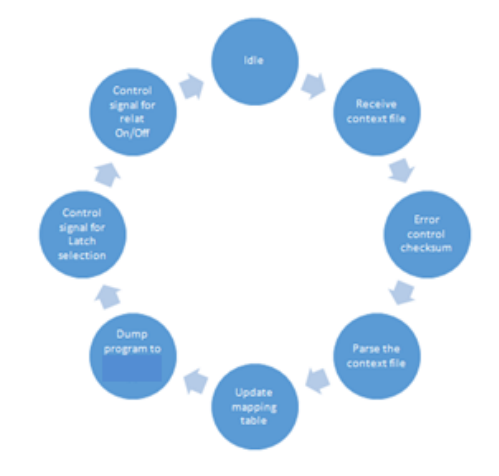 Idle
Receive
context file
Error
control
checksum
Parse the
context file
Update
mapping
table
Dump
program to
Control
signal for
Latch
selection
Control
signal for
relat
On/Off